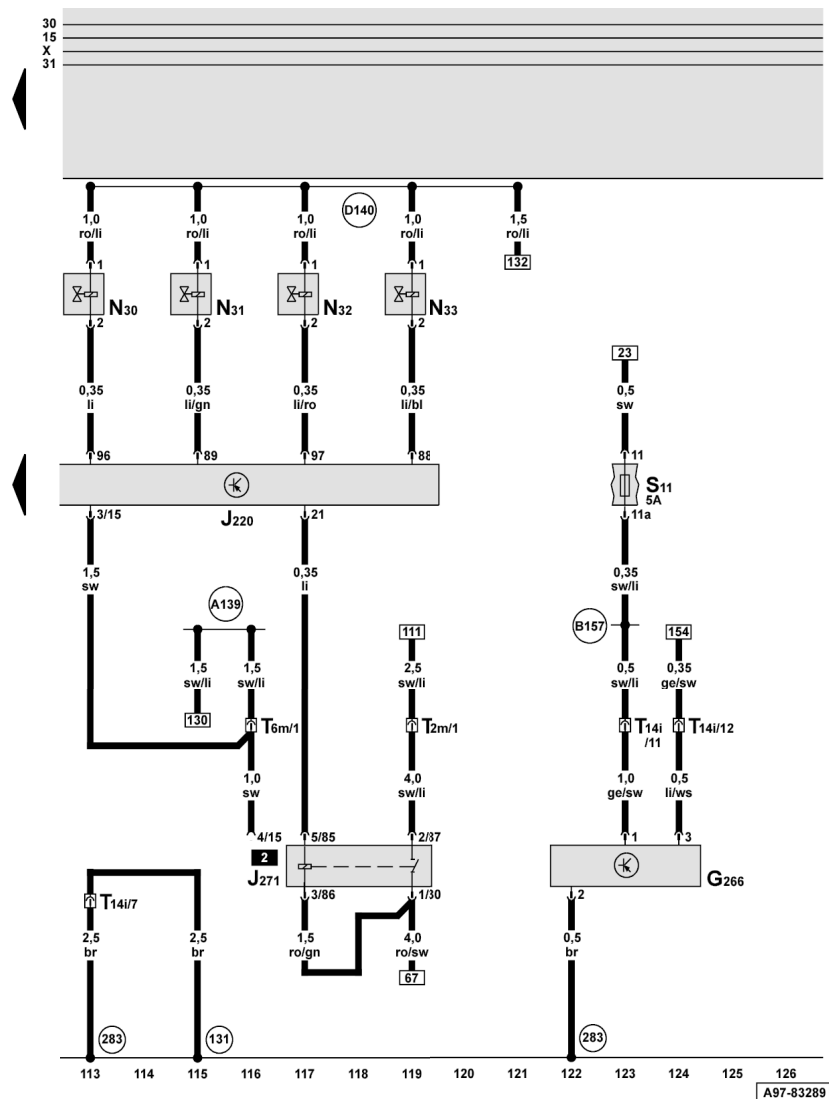 30
15
X
31
D140
1,0 1,0 1,0 1,0 1,5
ro/li ro/li ro/li ro/li ro/li
1 1 1 1 132
N30 N31 N32 N33
2 2 2 2
23
0,35 0,35 0,35 0,35 0,5
li li/gn li/ro li/bl sw
96 89 97 88 11
S11
5A
J220
3/15 21 11a
1,5 0,35 0,35
sw li sw/li
A139 111 B157 154
1,5 1,5 2,5 0,5 0,35
sw/li sw/li sw/li sw/li ge/sw
130 T6m/1 T2m/1 T14i/11 T14i/12
1,0 4,0 1,0 0,5
sw sw/li ge/sw li/ws
4/15 5/85 2/87 1 3
2
J271 G266
3/86 1/30 2
T14i/7
2,5 2,5 1,5 4,0 0,5
br br ro/gn ro/sw br
67
283 131 283
113 114 115 116 117 118 119 120 121 122 123 124 125 126
A97-83289